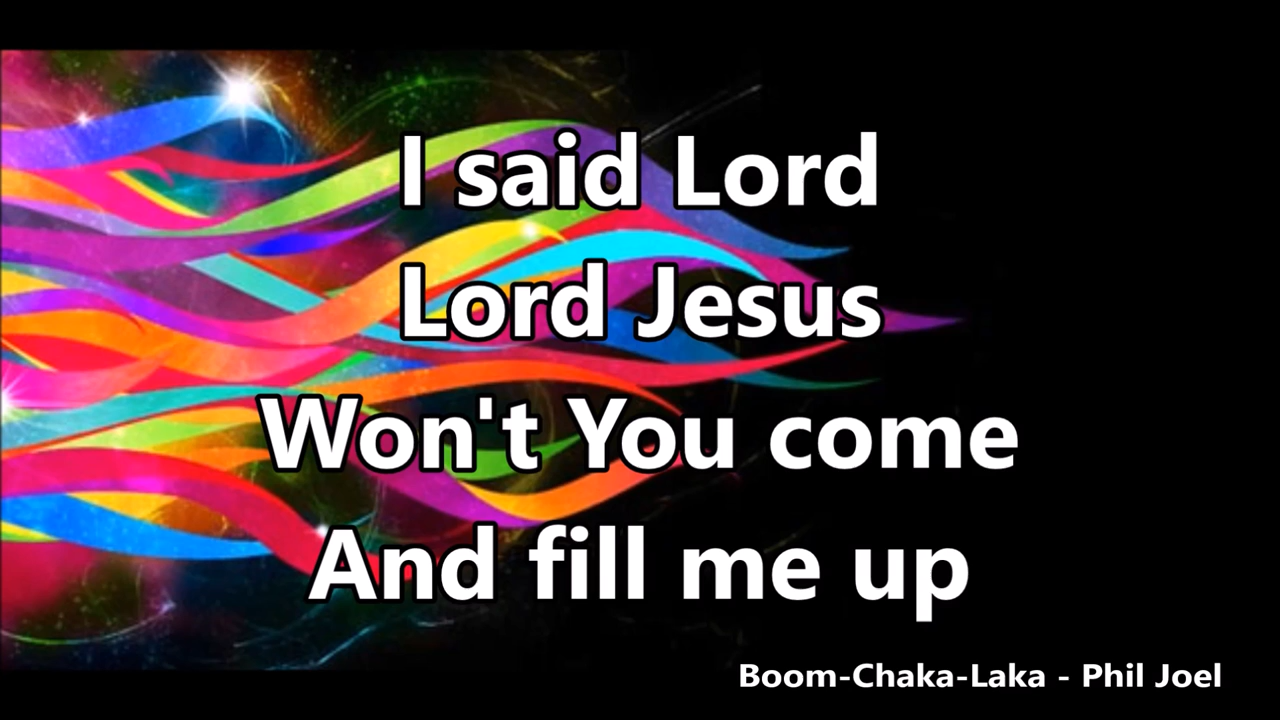 I said Lord
Lord Jesus
Won't You come
And fill me up
Boom-Chaka-Laka - Phil Joel